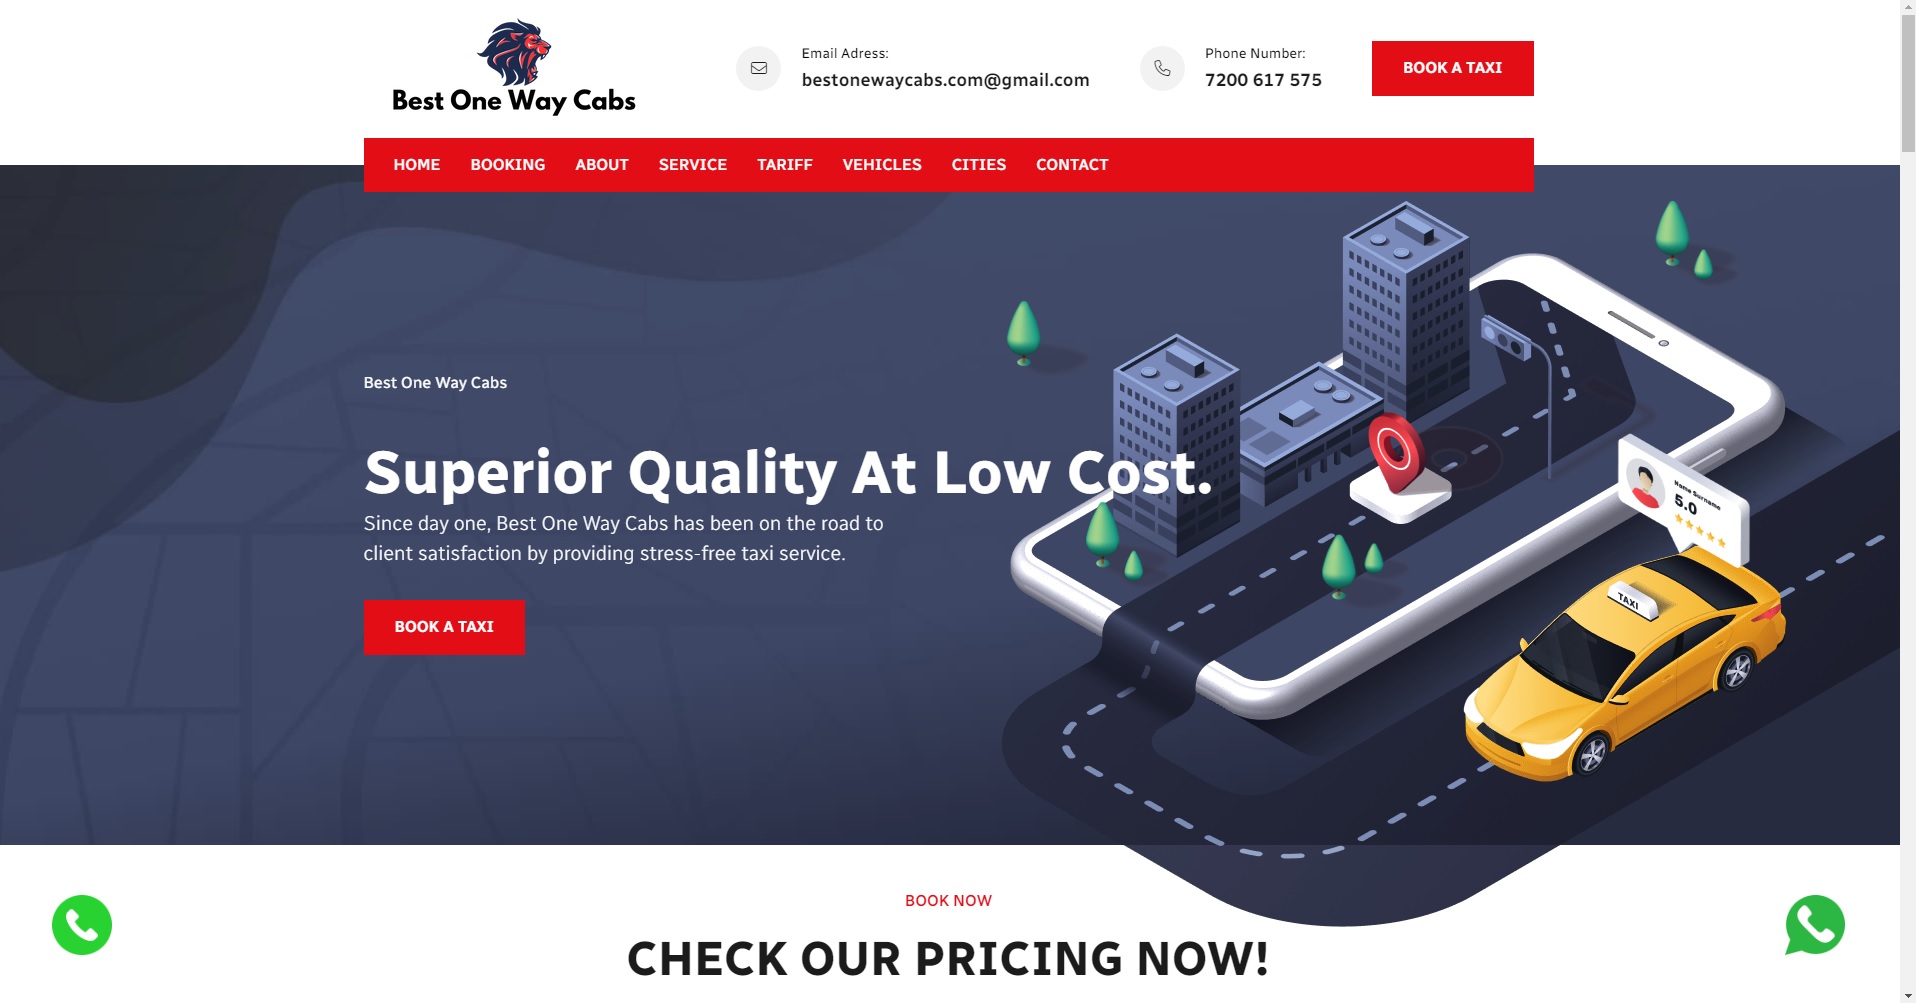 Best One Way Cabs
Email Adress:
bestonewaycabs.com@gmail.com
Phone Number:
7200 617 575
BOOK A TAXI
HOME BOOKING ABOUT SERVICE TARIFF VEHICLES CITIES CONTACT
Best One Way Cabs
Superior Quality At Low Cost.
Since day one, Best One Way Cabs has been on the road to
client satisfaction by providing stress-free taxi service.
BOOK A TAXI
Name Surname
5.0
TAXI
BOOK NOW
CHECK OUR PRICING NOW!